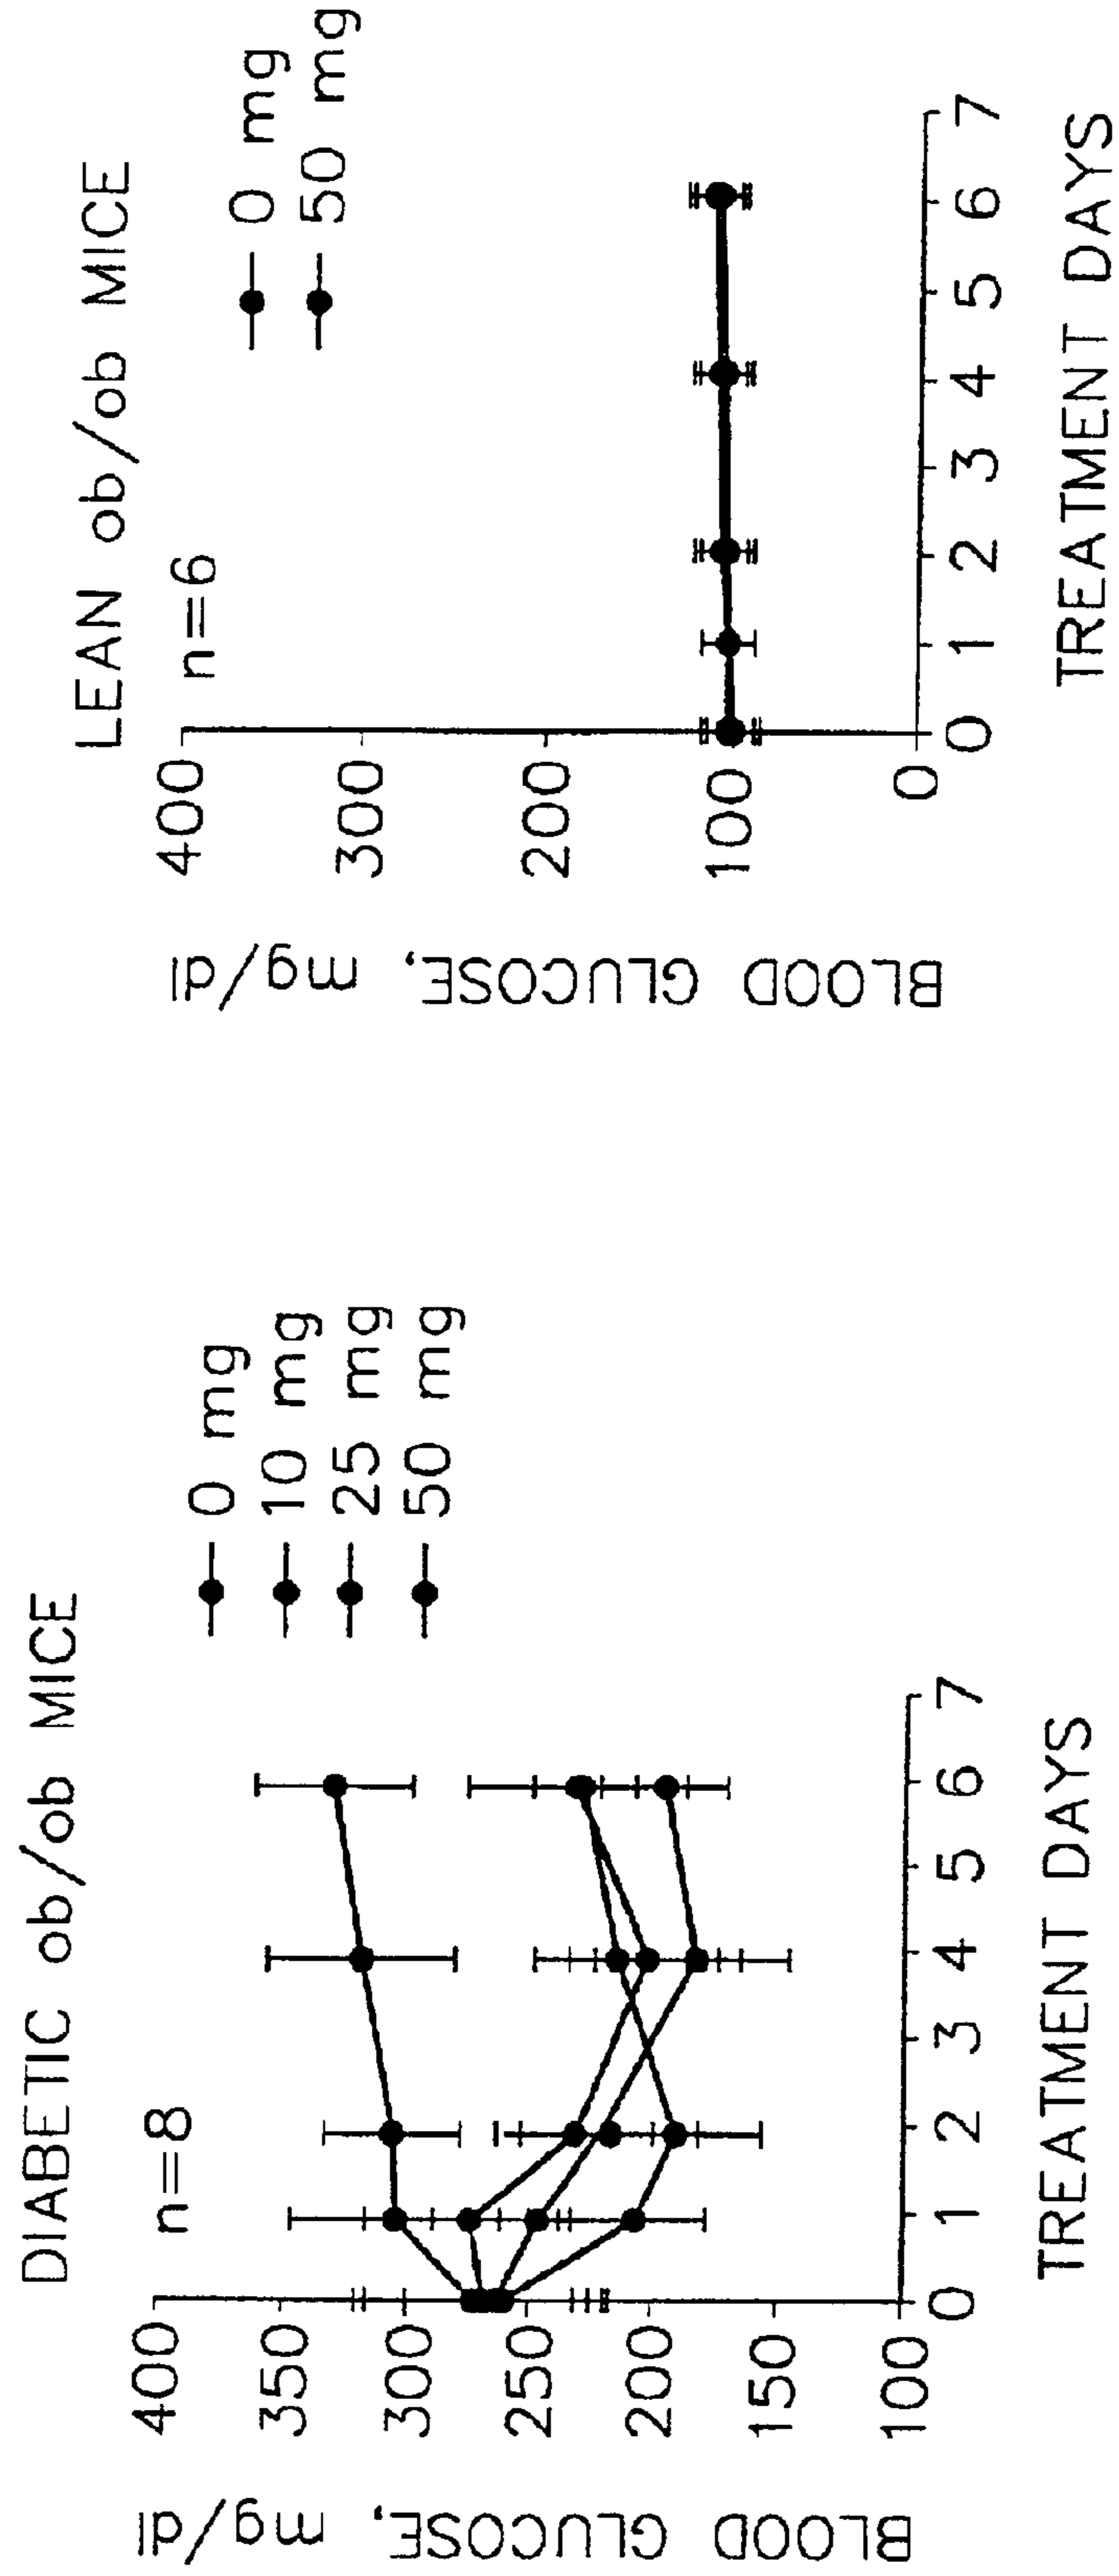 DIABETIC ob/ob MICE
n=8
0 mg
10 mg
25 mg
50 mg
BLOOD GLUCOSE, mg/dl
400
350
300
250
200
150
100
0 1 2 3 4 5 6 7
TREATMENT DAYS
LEAN ob/ob MICE
n=6
0 mg
50 mg
BLOOD GLUCOSE, mg/dl
400
300
200
100
0
0 1 2 3 4 5 6 7
TREATMENT DAYS